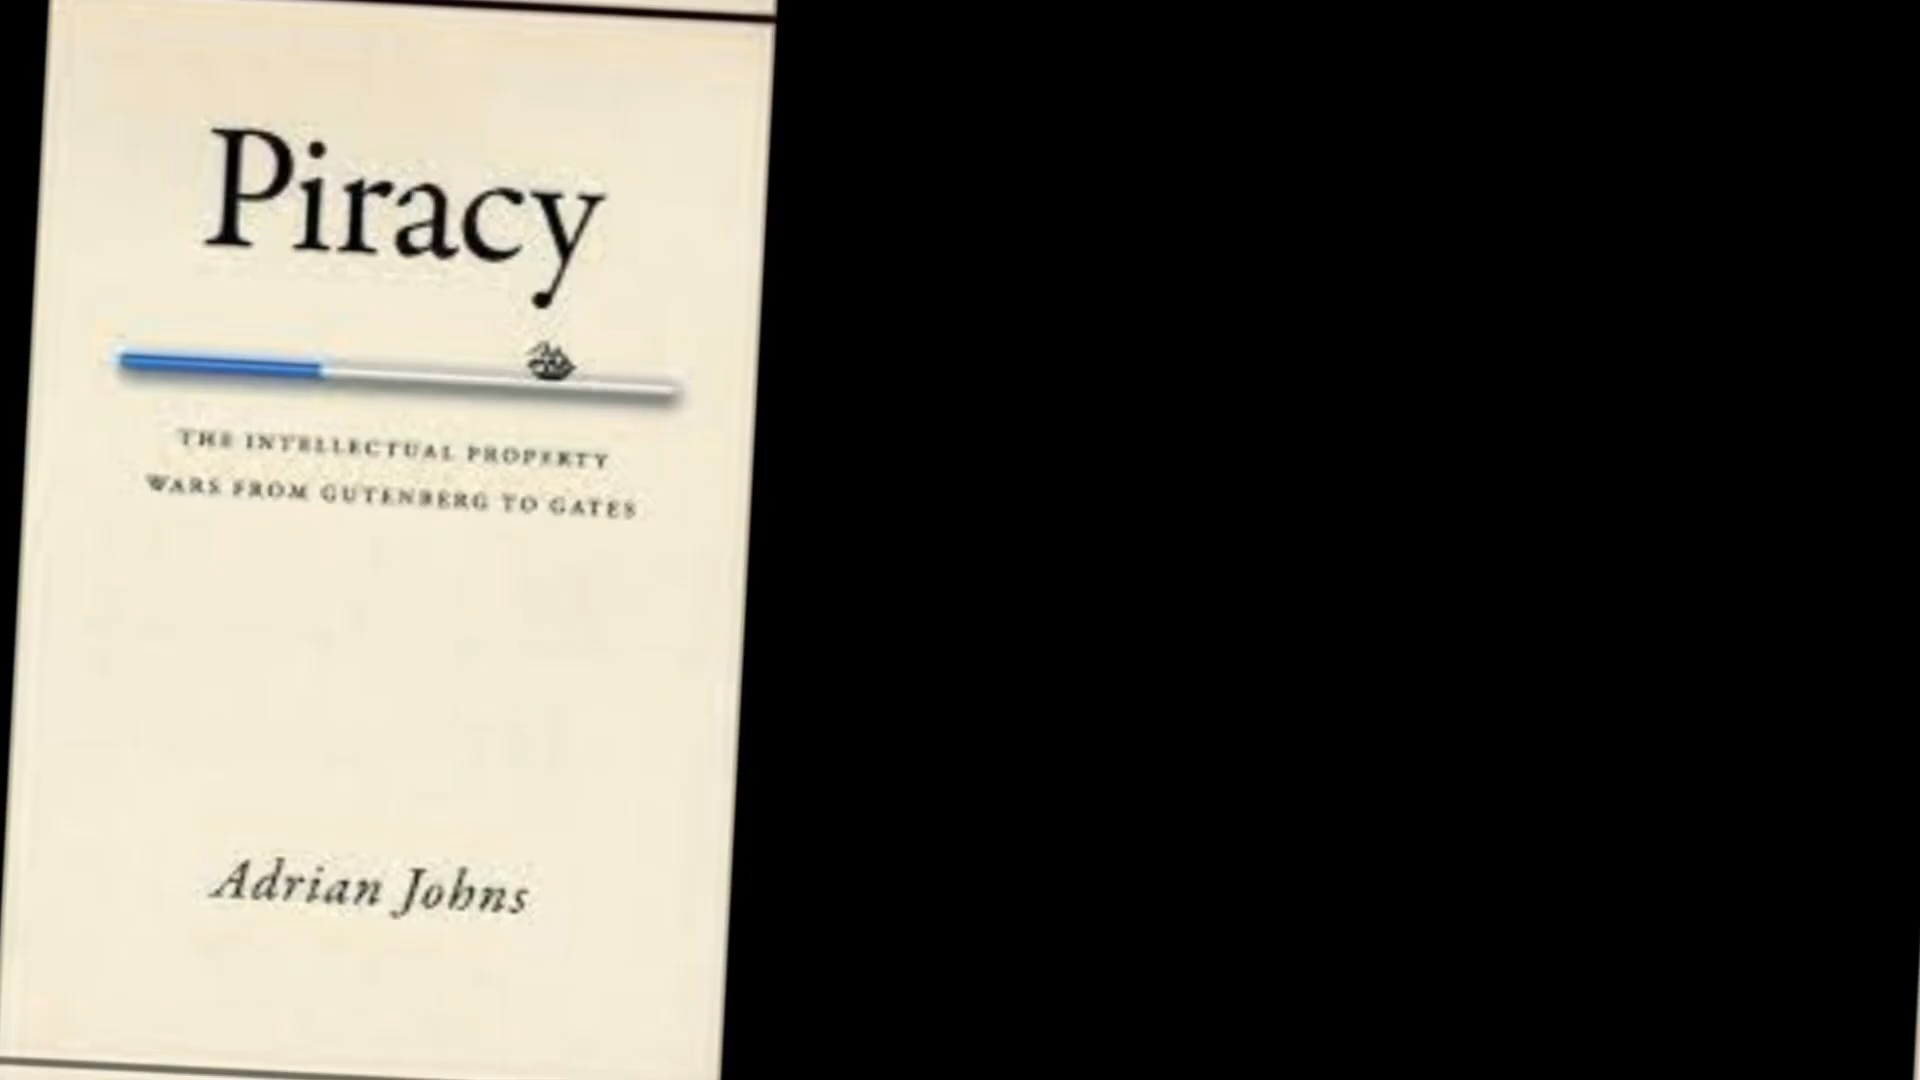 Piracy
THE INTELLECTUAL PROPERTY
WARS FROM GUTENBERG TO GATES
Adrian Johns